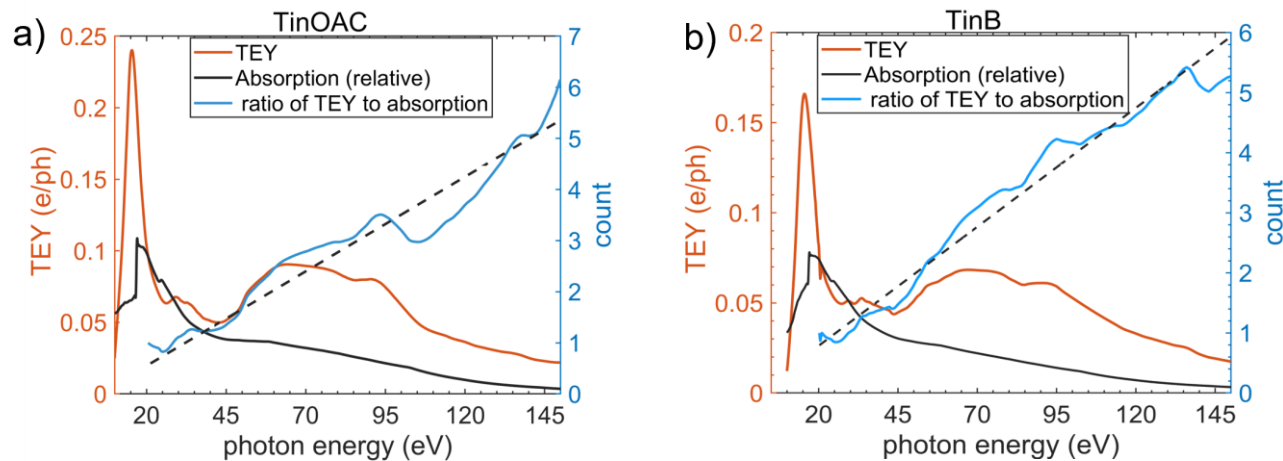 a)
TinOAC
TEY
Absorption (relative)
ratio of TEY to absorption
TEY (e/ph)
0.25
0.2
0.15
0.1
0.05
0
7
6
5
4
3
2
1
0
count
20 45 70 95 120 145
photon energy (eV)
b)
TinB
TEY
Absorption (relative)
ratio of TEY to absorption
TEY (e/ph)
0.2
0.15
0.1
0.05
0
6
5
4
3
2
1
0
count
20 45 70 95 120 145
photon energy (eV)